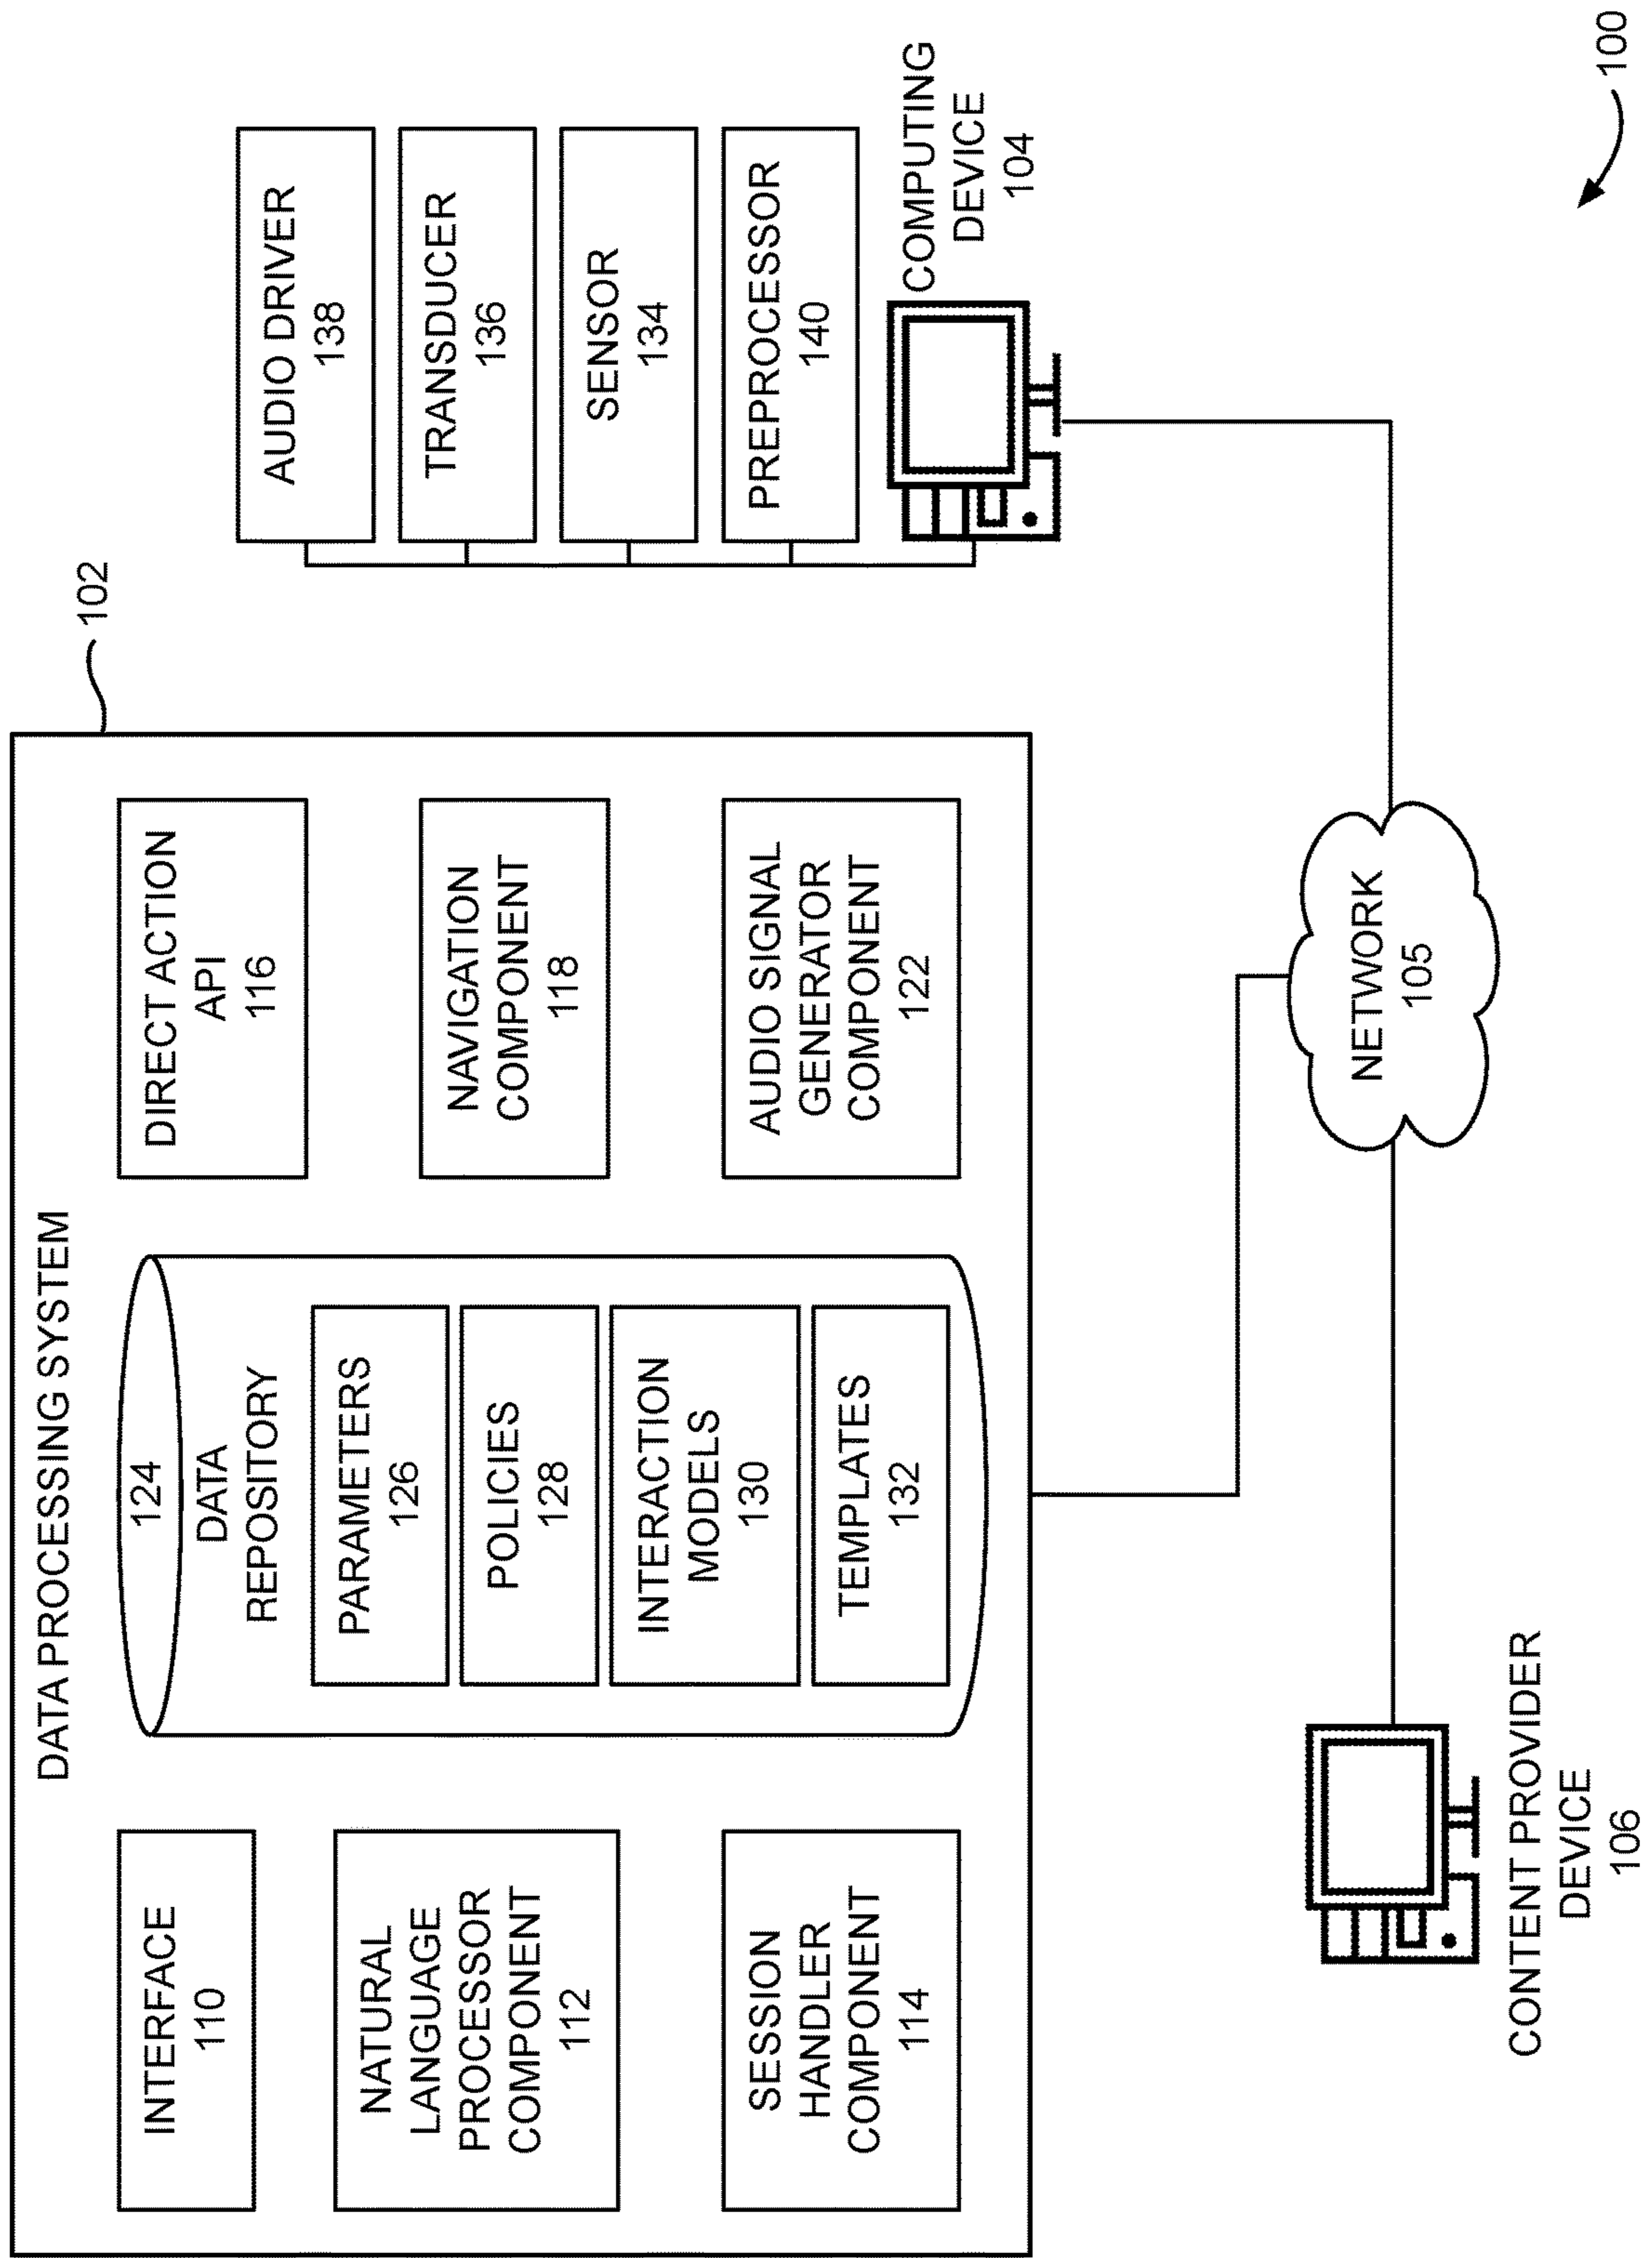 DATA PROCESSING SYSTEM
102
INTERFACE
110
NATURAL
LANGUAGE
PROCESSOR
COMPONENT
112
SESSION
HANDLER
COMPONENT
114
124
DATA
REPOSITORY
PARAMETERS
126
POLICIES
128
INTERACTION
MODELS
130
TEMPLATES
132
DIRECT ACTION
API
116
NAVIGATION
COMPONENT
118
AUDIO SIGNAL
GENERATOR
COMPONENT
122
AUDIO DRIVER
138
TRANSDUCER
136
SENSOR
134
PREPROCESSOR
140
COMPUTING
DEVICE
104
NETWORK
105
CONTENT PROVIDER
DEVICE
106
100